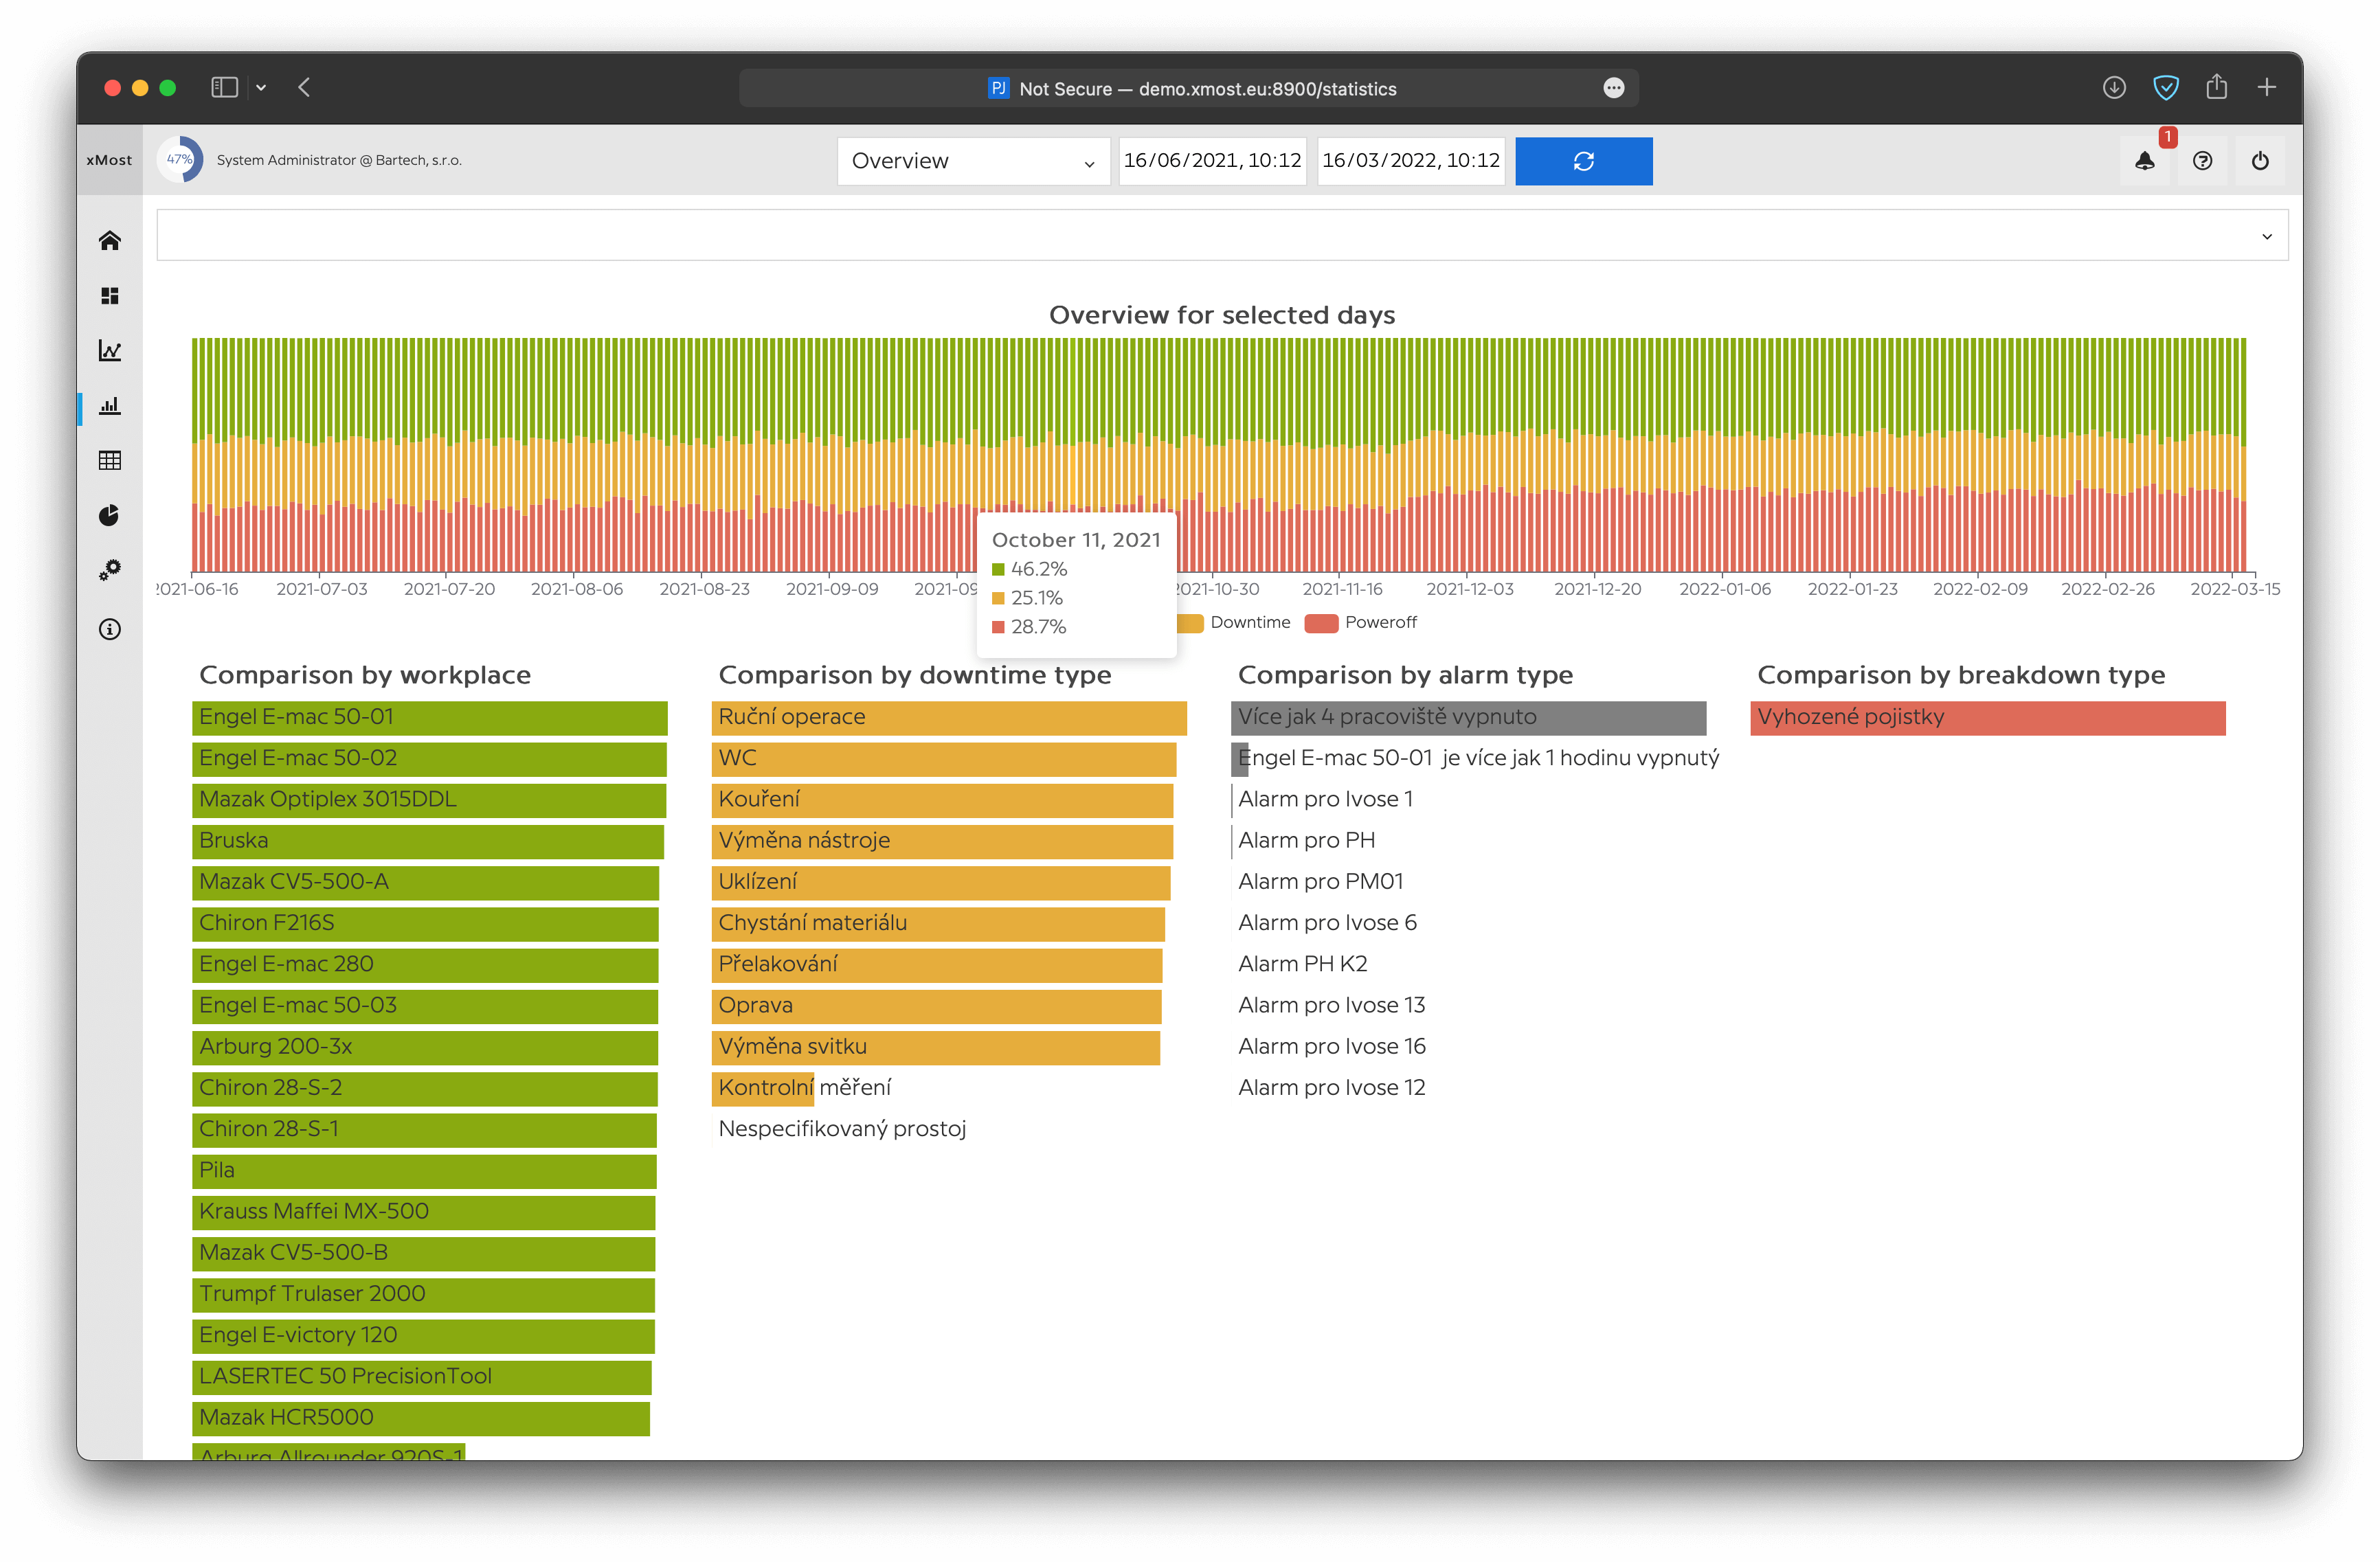 PJ Not Secure — demo.xmost.eu:8900/statistics
xMost 47% System Administrator @ Bartech, s.r.o. Overview 16/06/2021, 10:12 16/03/2022, 10:12 1
Overview for selected days
2021-06-16 2021-07-03 2021-07-20 2021-08-06 2021-08-23 2021-09-09 2021-09 2021-10-30 2021-11-16 2021-12-03 2021-12-20 2022-01-06 2022-01-23 2022-02-09 2022-02-26 2022-03-15
October 11, 2021
46.2%
25.1%
28.7%
Downtime Poweroff
Comparison by workplace
Engel E-mac 50-01
Engel E-mac 50-02
Mazak Optiplex 3015DDL
Bruska
Mazak CV5-500-A
Chiron F216S
Engel E-mac 280
Engel E-mac 50-03
Arburg 200-3x
Chiron 28-S-2
Chiron 28-S-1
Pila
Krauss Maffei MX-500
Mazak CV5-500-B
Trumpf Trulaser 2000
Engel E-victory 120
LASERTEC 50 PrecisionTool
Mazak HCR5000
Arburg Allrounder 920S-1
Comparison by downtime type
Ruční operace
WC
Kouření
Výměna nástroje
Uklízení
Chystání materiálu
Přelakování
Oprava
Výměna svitku
Kontrolní měření
Nespecifikovaný prostoj
Comparison by alarm type
Více jak 4 pracoviště vypnuto
Engel E-mac 50-01 je více jak 1 hodinu vypnutý
Alarm pro Ivose 1
Alarm pro PH
Alarm pro PM01
Alarm pro Ivose 6
Alarm PH K2
Alarm pro Ivose 13
Alarm pro Ivose 16
Alarm pro Ivose 12
Comparison by breakdown type
Vyhozené pojistky